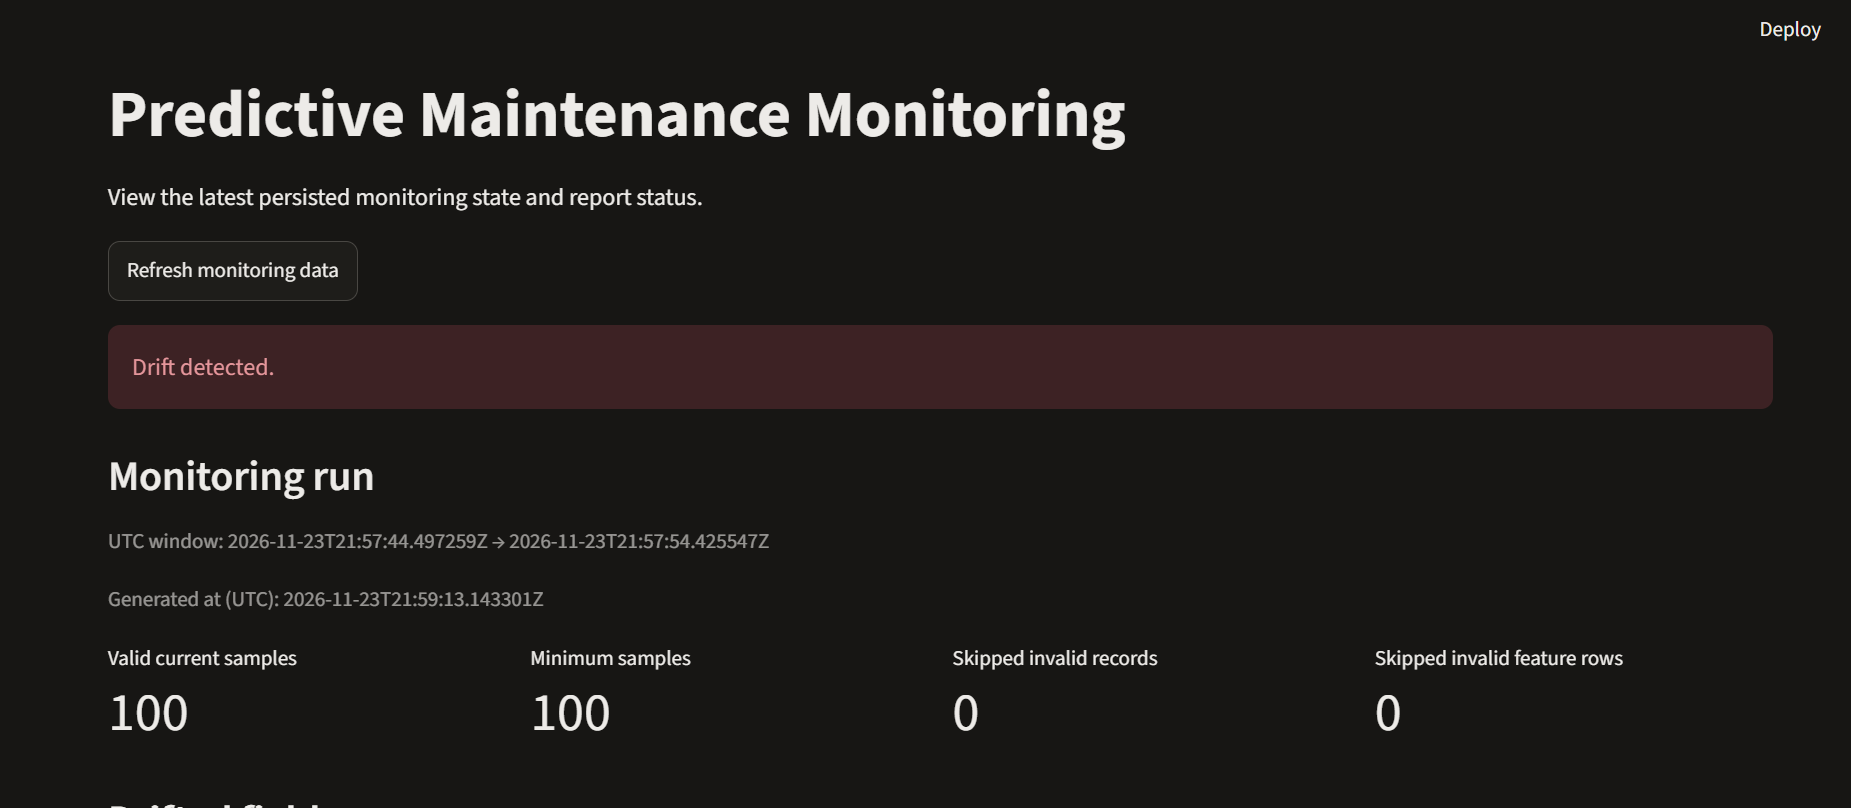 Deploy
Predictive Maintenance Monitoring
View the latest persisted monitoring state and report status.
Refresh monitoring data
Drift detected.
Monitoring run
UTC window: 2026-11-23T21:57:44.497259Z → 2026-11-23T21:57:54.425547Z
Generated at (UTC): 2026-11-23T21:59:13.143301Z
Valid current samples
100
Minimum samples
100
Skipped invalid records
0
Skipped invalid feature rows
0